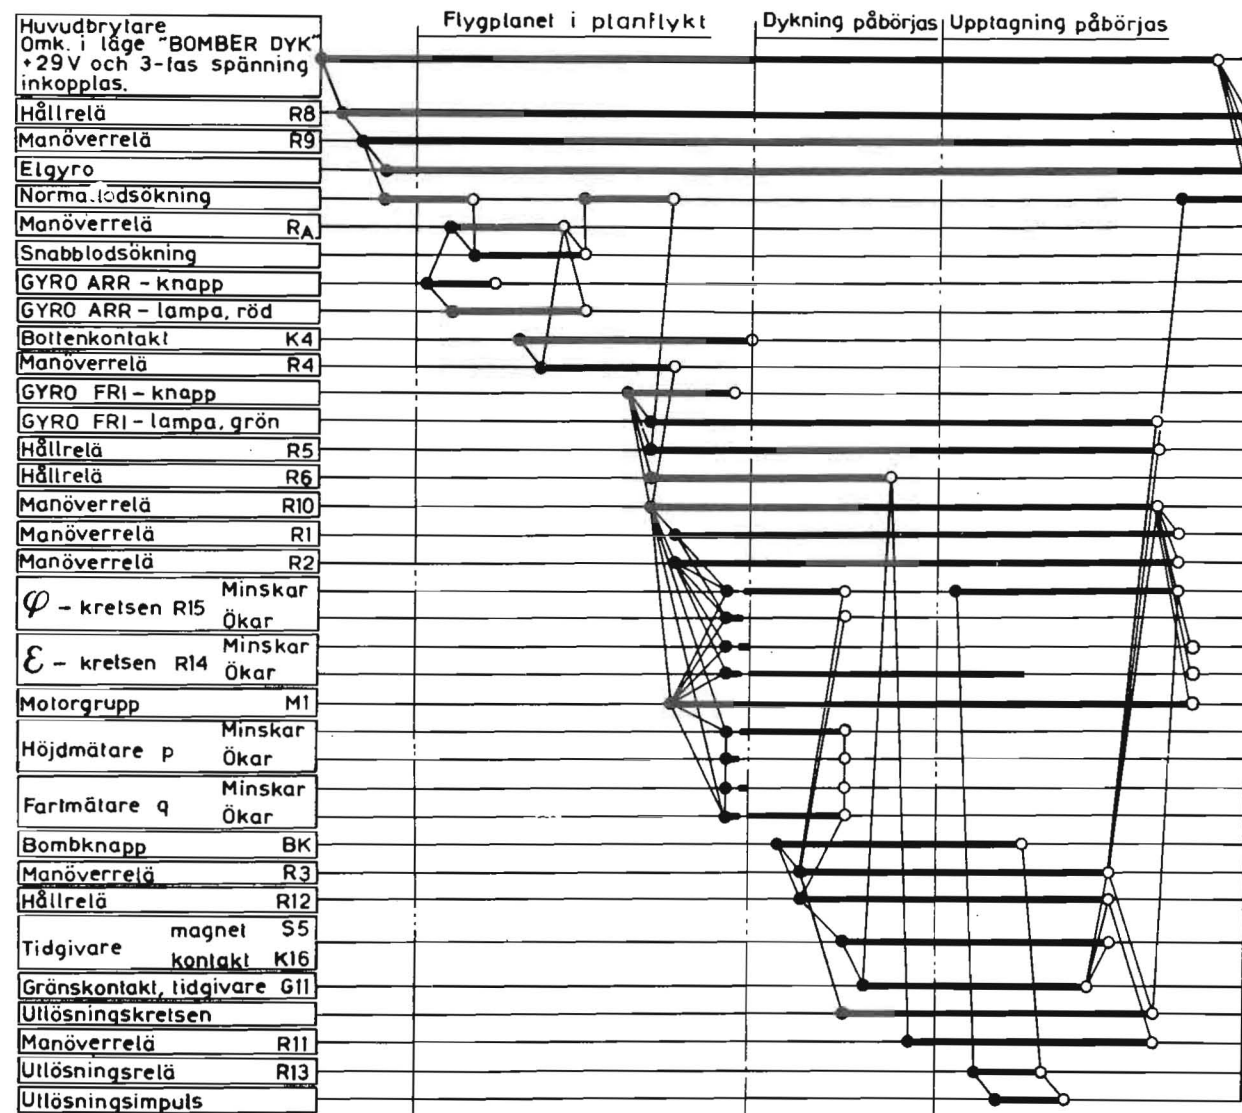 Flygplanet i planflykt
Dykning påbörjas
Upptagning påbörjas
Huvudbrytare
Omk. i läge "BOMBER DYK"
+29V och 3-fas spänning
inkopplas.
Hållrelä R8
Manöverrelä R9
Elgyro
Normallodsökning
Manöverrelä RA
Snabblodsökning
GYRO ARR - knapp
GYRO ARR - lampa, röd
Bottenkontakt K4
Manöverrelä R4
GYRO FRI - knapp
GYRO FRI - lampa, grön
Hållrelä R5
Hållrelä R6
Manöverrelä R10
Manöverrelä R1
Manöverrelä R2
φ - kretsen R15 Minskar
Ökar
ε - kretsen R14 Minskar
Ökar
Motorgrupp M1
Höjdmätare p Minskar
Ökar
Fartmätare q Minskar
Ökar
Bombknapp BK
Manöverrelä R3
Hållrelä R12
Tidgivare magnet S5
kontakt K16
Gränskontakt, tidgivare G11
Utlösningskretsen
Manöverrelä R11
Utlösningsrelä R13
Utlösningsimpuls